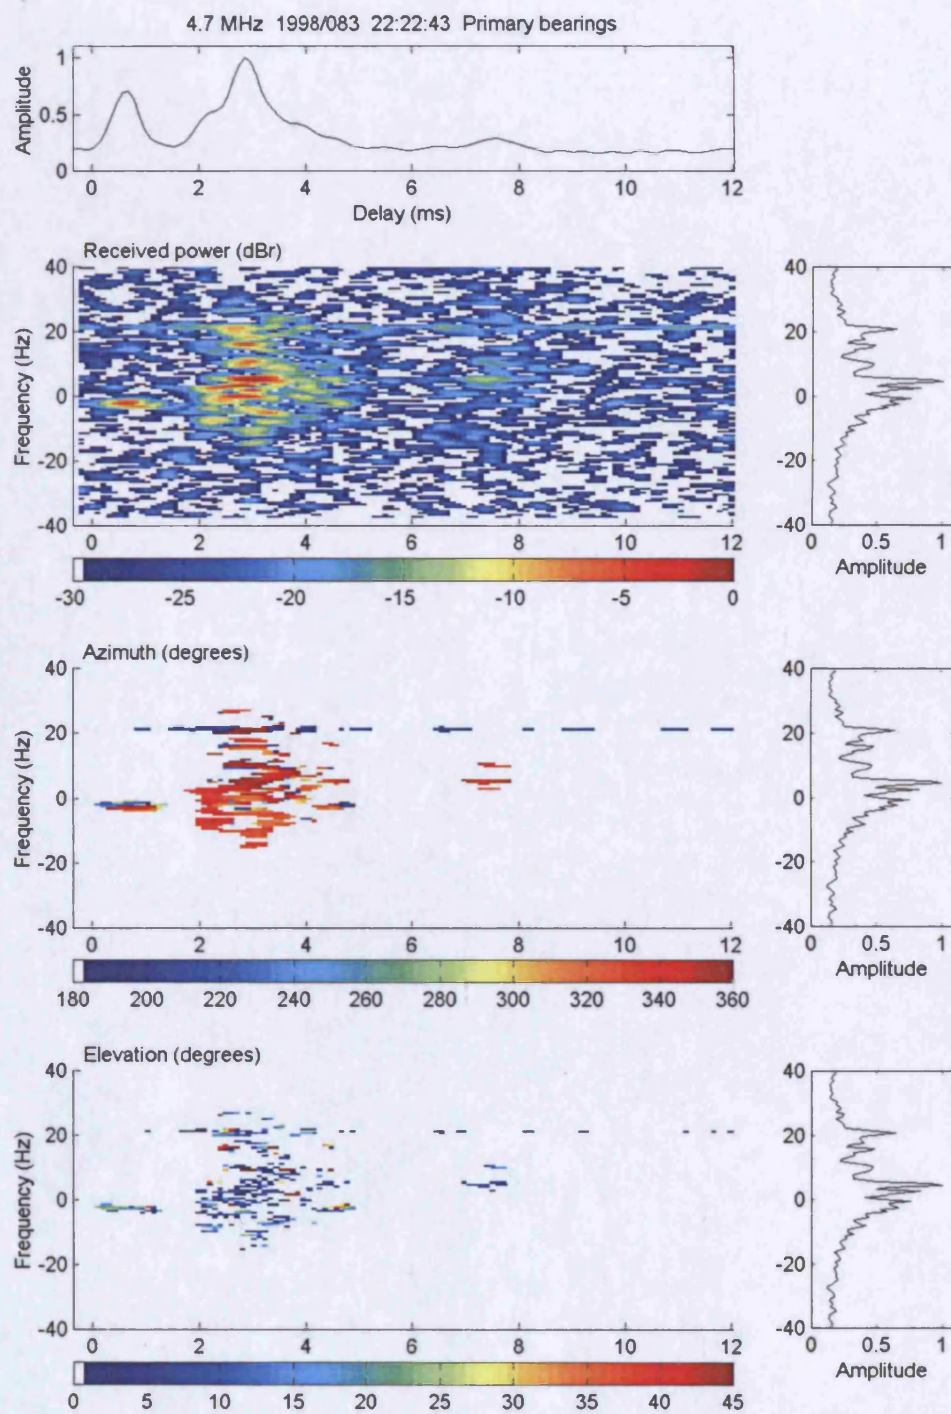 4.7 MHz 1998/083 22:22:43 Primary bearings
Amplitude
1
0.5
0
0 2 4 6 8 10 12
Delay (ms)
Received power (dBr)
Frequency (Hz)
40
20
0
-20
-40
0 2 4 6 8 10 12
-30 -25 -20 -15 -10 -5 0
40
20
0
-20
-40
0 0.5 1
Amplitude
Azimuth (degrees)
Frequency (Hz)
40
20
0
-20
-40
0 2 4 6 8 10 12
180 200 220 240 260 280 300 320 340 360
40
20
0
-20
-40
0 0.5 1
Amplitude
Elevation (degrees)
Frequency (Hz)
40
20
0
-20
-40
0 2 4 6 8 10 12
0 5 10 15 20 25 30 35 40 45
40
20
0
-20
-40
0 0.5 1
Amplitude